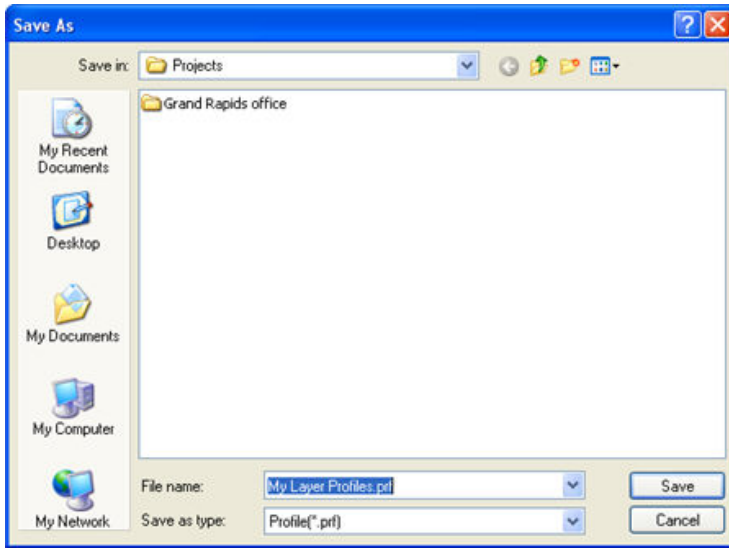 Save As
Save in: Projects
Grand Rapids office
My Recent
Documents
Desktop
My Documents
My Computer
My Network
File name: My Layer Profiles.prf
Save as type: Profile(*.prf)
Save
Cancel